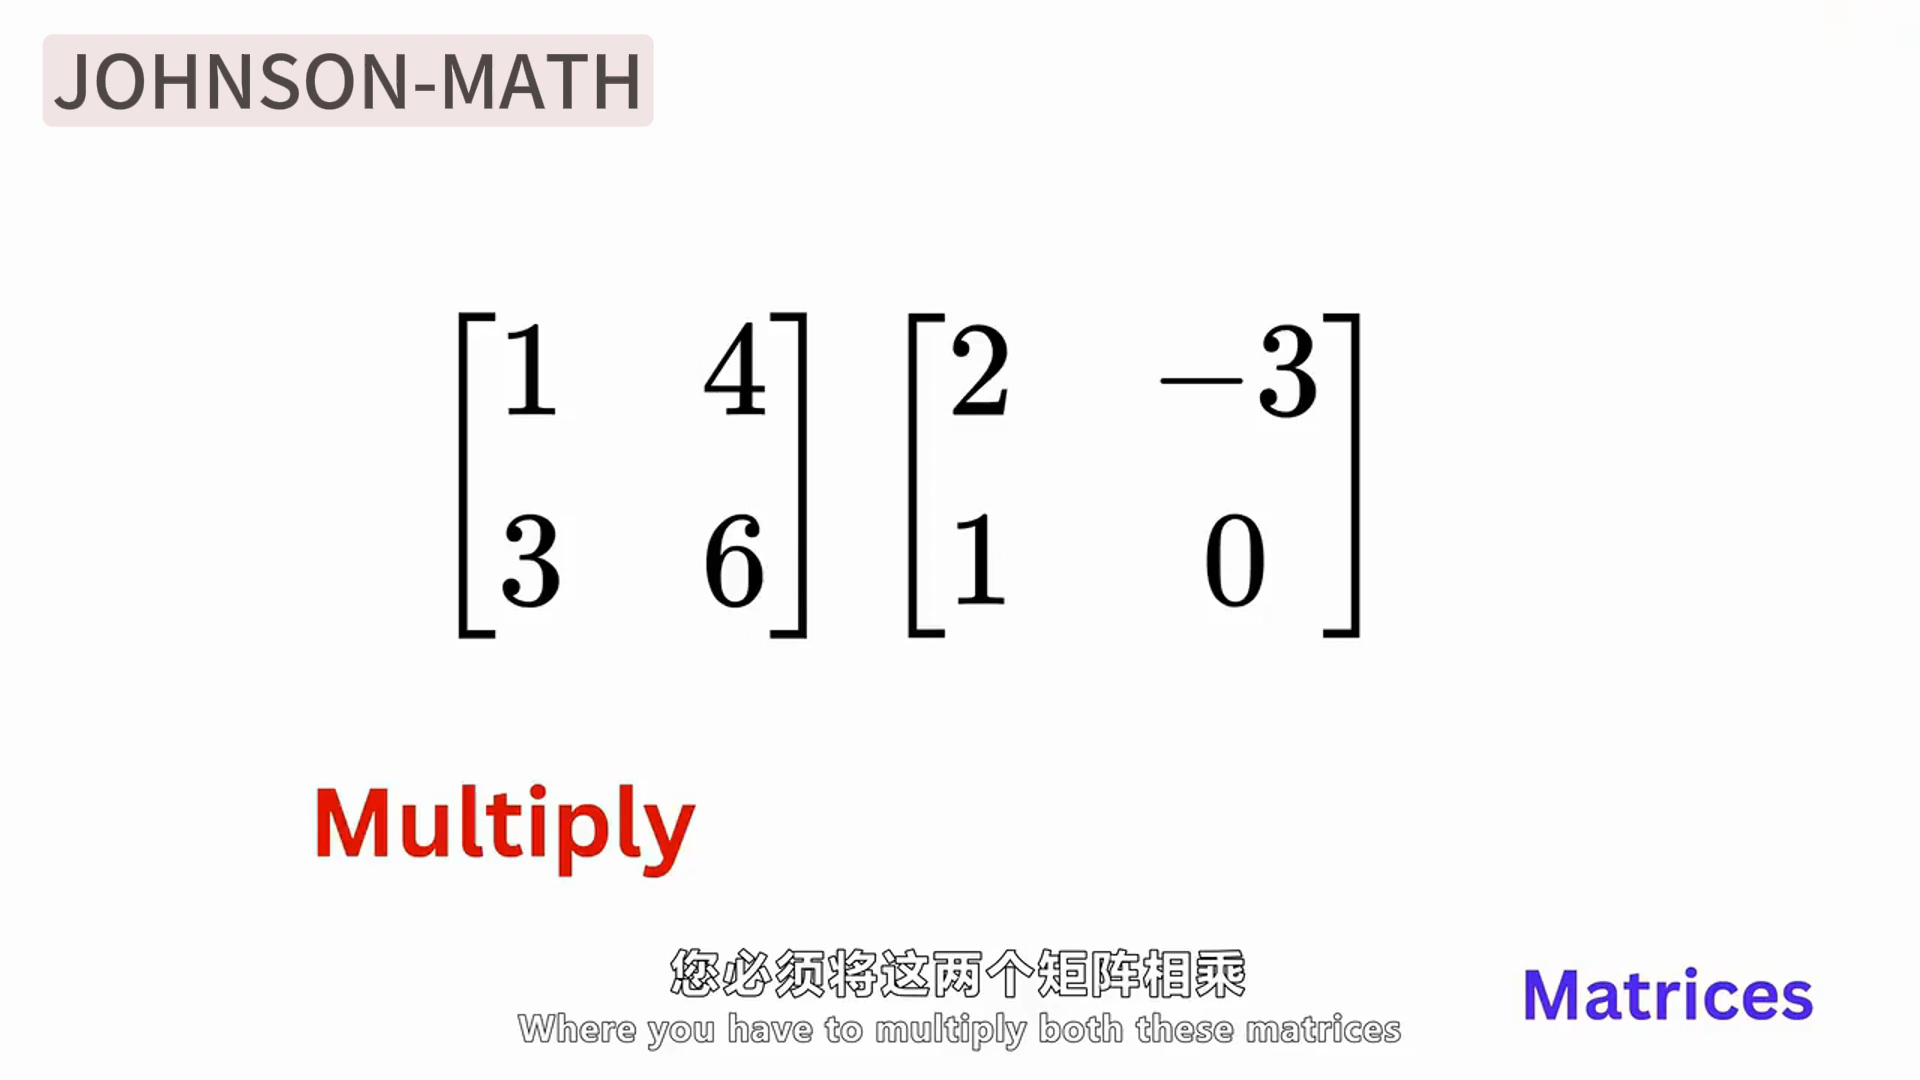 JOHNSON-MATH
1 4 2 -3
3 6 1 0
Multiply
您必须将这两个矩阵相乘
Where you have to multiply both these matrices
Matrices